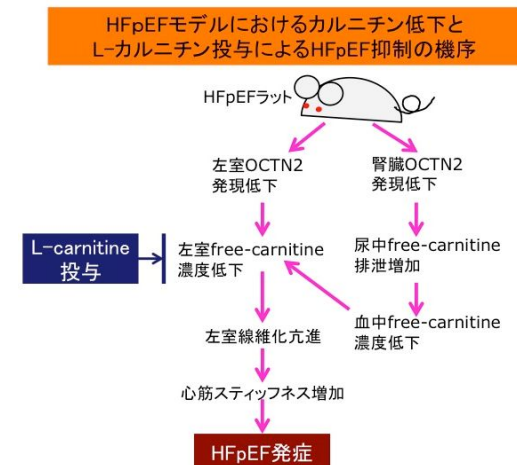 HFpEFモデルにおけるカルニチン低下と
L-カルニチン投与によるHFpEF抑制の機序
HFpEFラット
左室OCTN2
発現低下
腎臓OCTN2
発現低下
L-carnitine
投与
左室free-carnitine
濃度低下
尿中free-carnitine
排泄増加
血中free-carnitine
濃度低下
左室線維化亢進
心筋スティッフネス増加
HFpEF発症